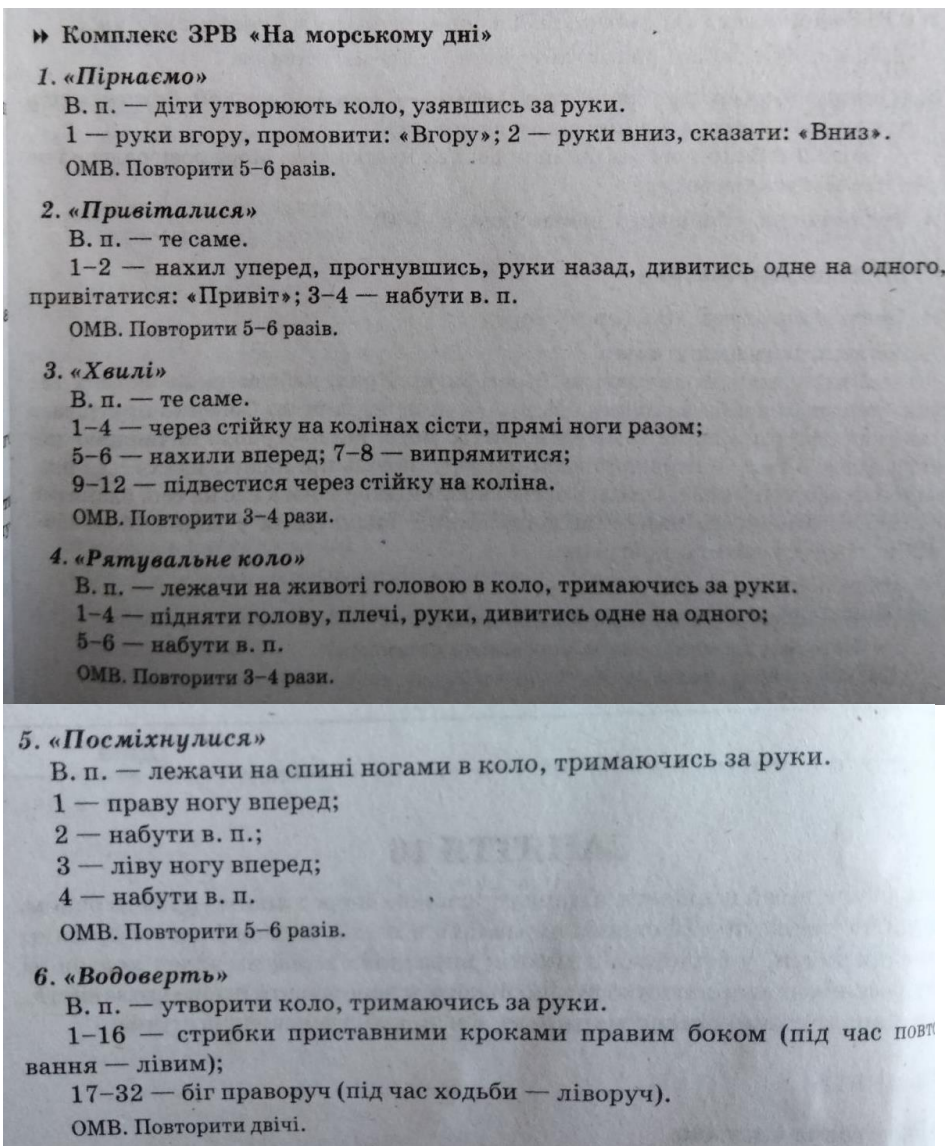 ›› Комплекс ЗРВ «На морському дні»
1. «Пірнаємо»
В. п. — діти утворюють коло, узявшись за руки.
1 — руки вгору, промовити: «Вгору»; 2 — руки вниз, сказати: «Вниз».
ОМВ. Повторити 5–6 разів.
2. «Привіталися»
В. п. — те саме.
1–2 — нахил уперед, прогнувшись, руки назад, дивитись одне на одного,
привітатися: «Привіт»; 3–4 — набути в. п.
ОМВ. Повторити 5–6 разів.
3. «Хвилі»
В. п. — те саме.
1–4 — через стійку на колінах сісти, прямі ноги разом;
5–6 — нахили вперед; 7–8 — випрямитися;
9–12 — підвестися через стійку на коліна.
ОМВ. Повторити 3–4 рази.
4. «Рятувальне коло»
В. п. — лежачи на животі головою в коло, тримаючись за руки.
1–4 — підняти голову, плечі, руки, дивитись одне на одного;
5–6 — набути в. п.
ОМВ. Повторити 3–4 рази.
5. «Посміхнулися»
В. п. — лежачи на спині ногами в коло, тримаючись за руки.
1 — праву ногу вперед;
2 — набути в. п.;
3 — ліву ногу вперед;
4 — набути в. п.
ОМВ. Повторити 5–6 разів.
6. «Водоверть»
В. п. — утворити коло, тримаючись за руки.
1–16 — стрибки приставними кроками правим боком (під час
вання — лівим);
17–32 — біг праворуч (під час ходьби — ліворуч).
ОМВ. Повторити двічі.